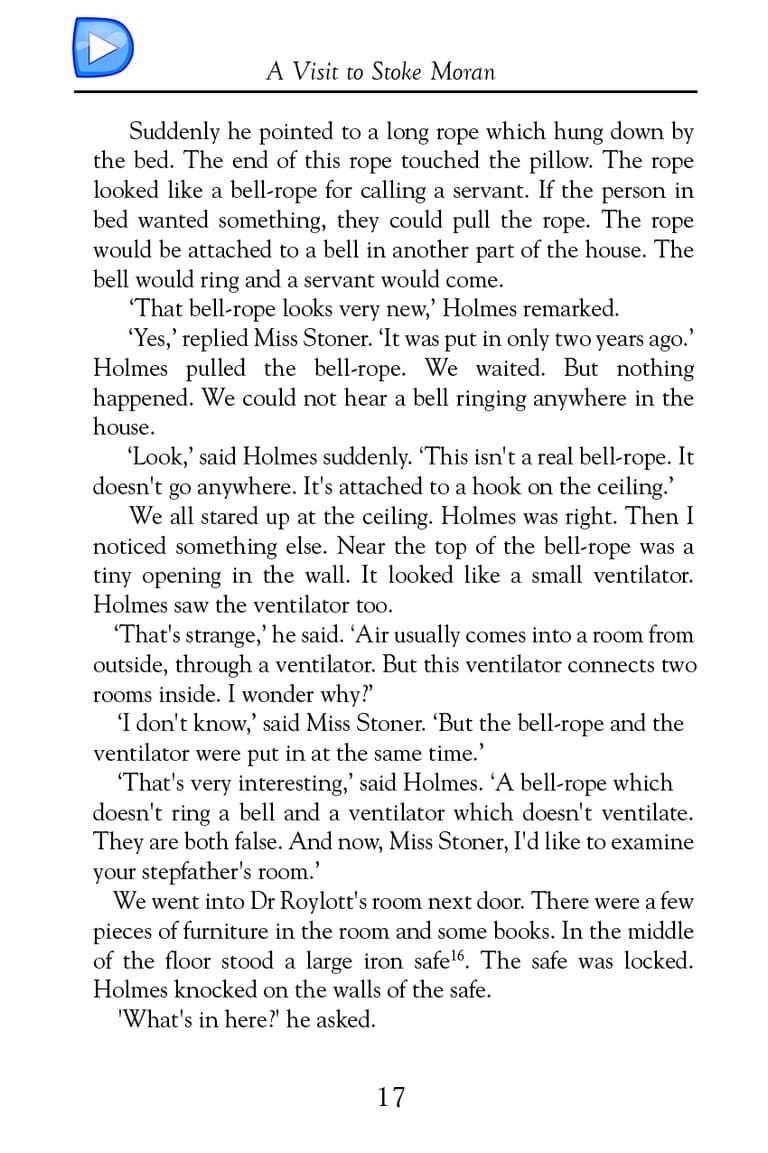 A Visit to Stoke Moran
Suddenly he pointed to a long rope which hung down by
the bed. The end of this rope touched the pillow. The rope
looked like a bell-rope for calling a servant. If the person in
bed wanted something, they could pull the rope. The rope
would be attached to a bell in another part of the house. The
bell would ring and a servant would come.
‘That bell-rope looks very new,’ Holmes remarked.
‘Yes,’ replied Miss Stoner. ‘It was put in only two years ago.’
Holmes pulled the bell-rope. We waited. But nothing
happened. We could not hear a bell ringing anywhere in the
house.
‘Look,’ said Holmes suddenly. ‘This isn't a real bell-rope. It
doesn't go anywhere. It's attached to a hook on the ceiling.’
We all stared up at the ceiling. Holmes was right. Then I
noticed something else. Near the top of the bell-rope was a
tiny opening in the wall. It looked like a small ventilator.
Holmes saw the ventilator too.
‘That's strange,’ he said. ‘Air usually comes into a room from
outside, through a ventilator. But this ventilator connects two
rooms inside. I wonder why?’
‘I don't know,’ said Miss Stoner. ‘But the bell-rope and the
ventilator were put in at the same time.’
‘That's very interesting,’ said Holmes. ‘A bell-rope which
doesn't ring a bell and a ventilator which doesn't ventilate.
They are both false. And now, Miss Stoner, I'd like to examine
your stepfather's room.’
We went into Dr Roylott's room next door. There were a few
pieces of furniture in the room and some books. In the middle
of the floor stood a large iron safe¹⁶. The safe was locked.
Holmes knocked on the walls of the safe.
'What's in here?' he asked.
17